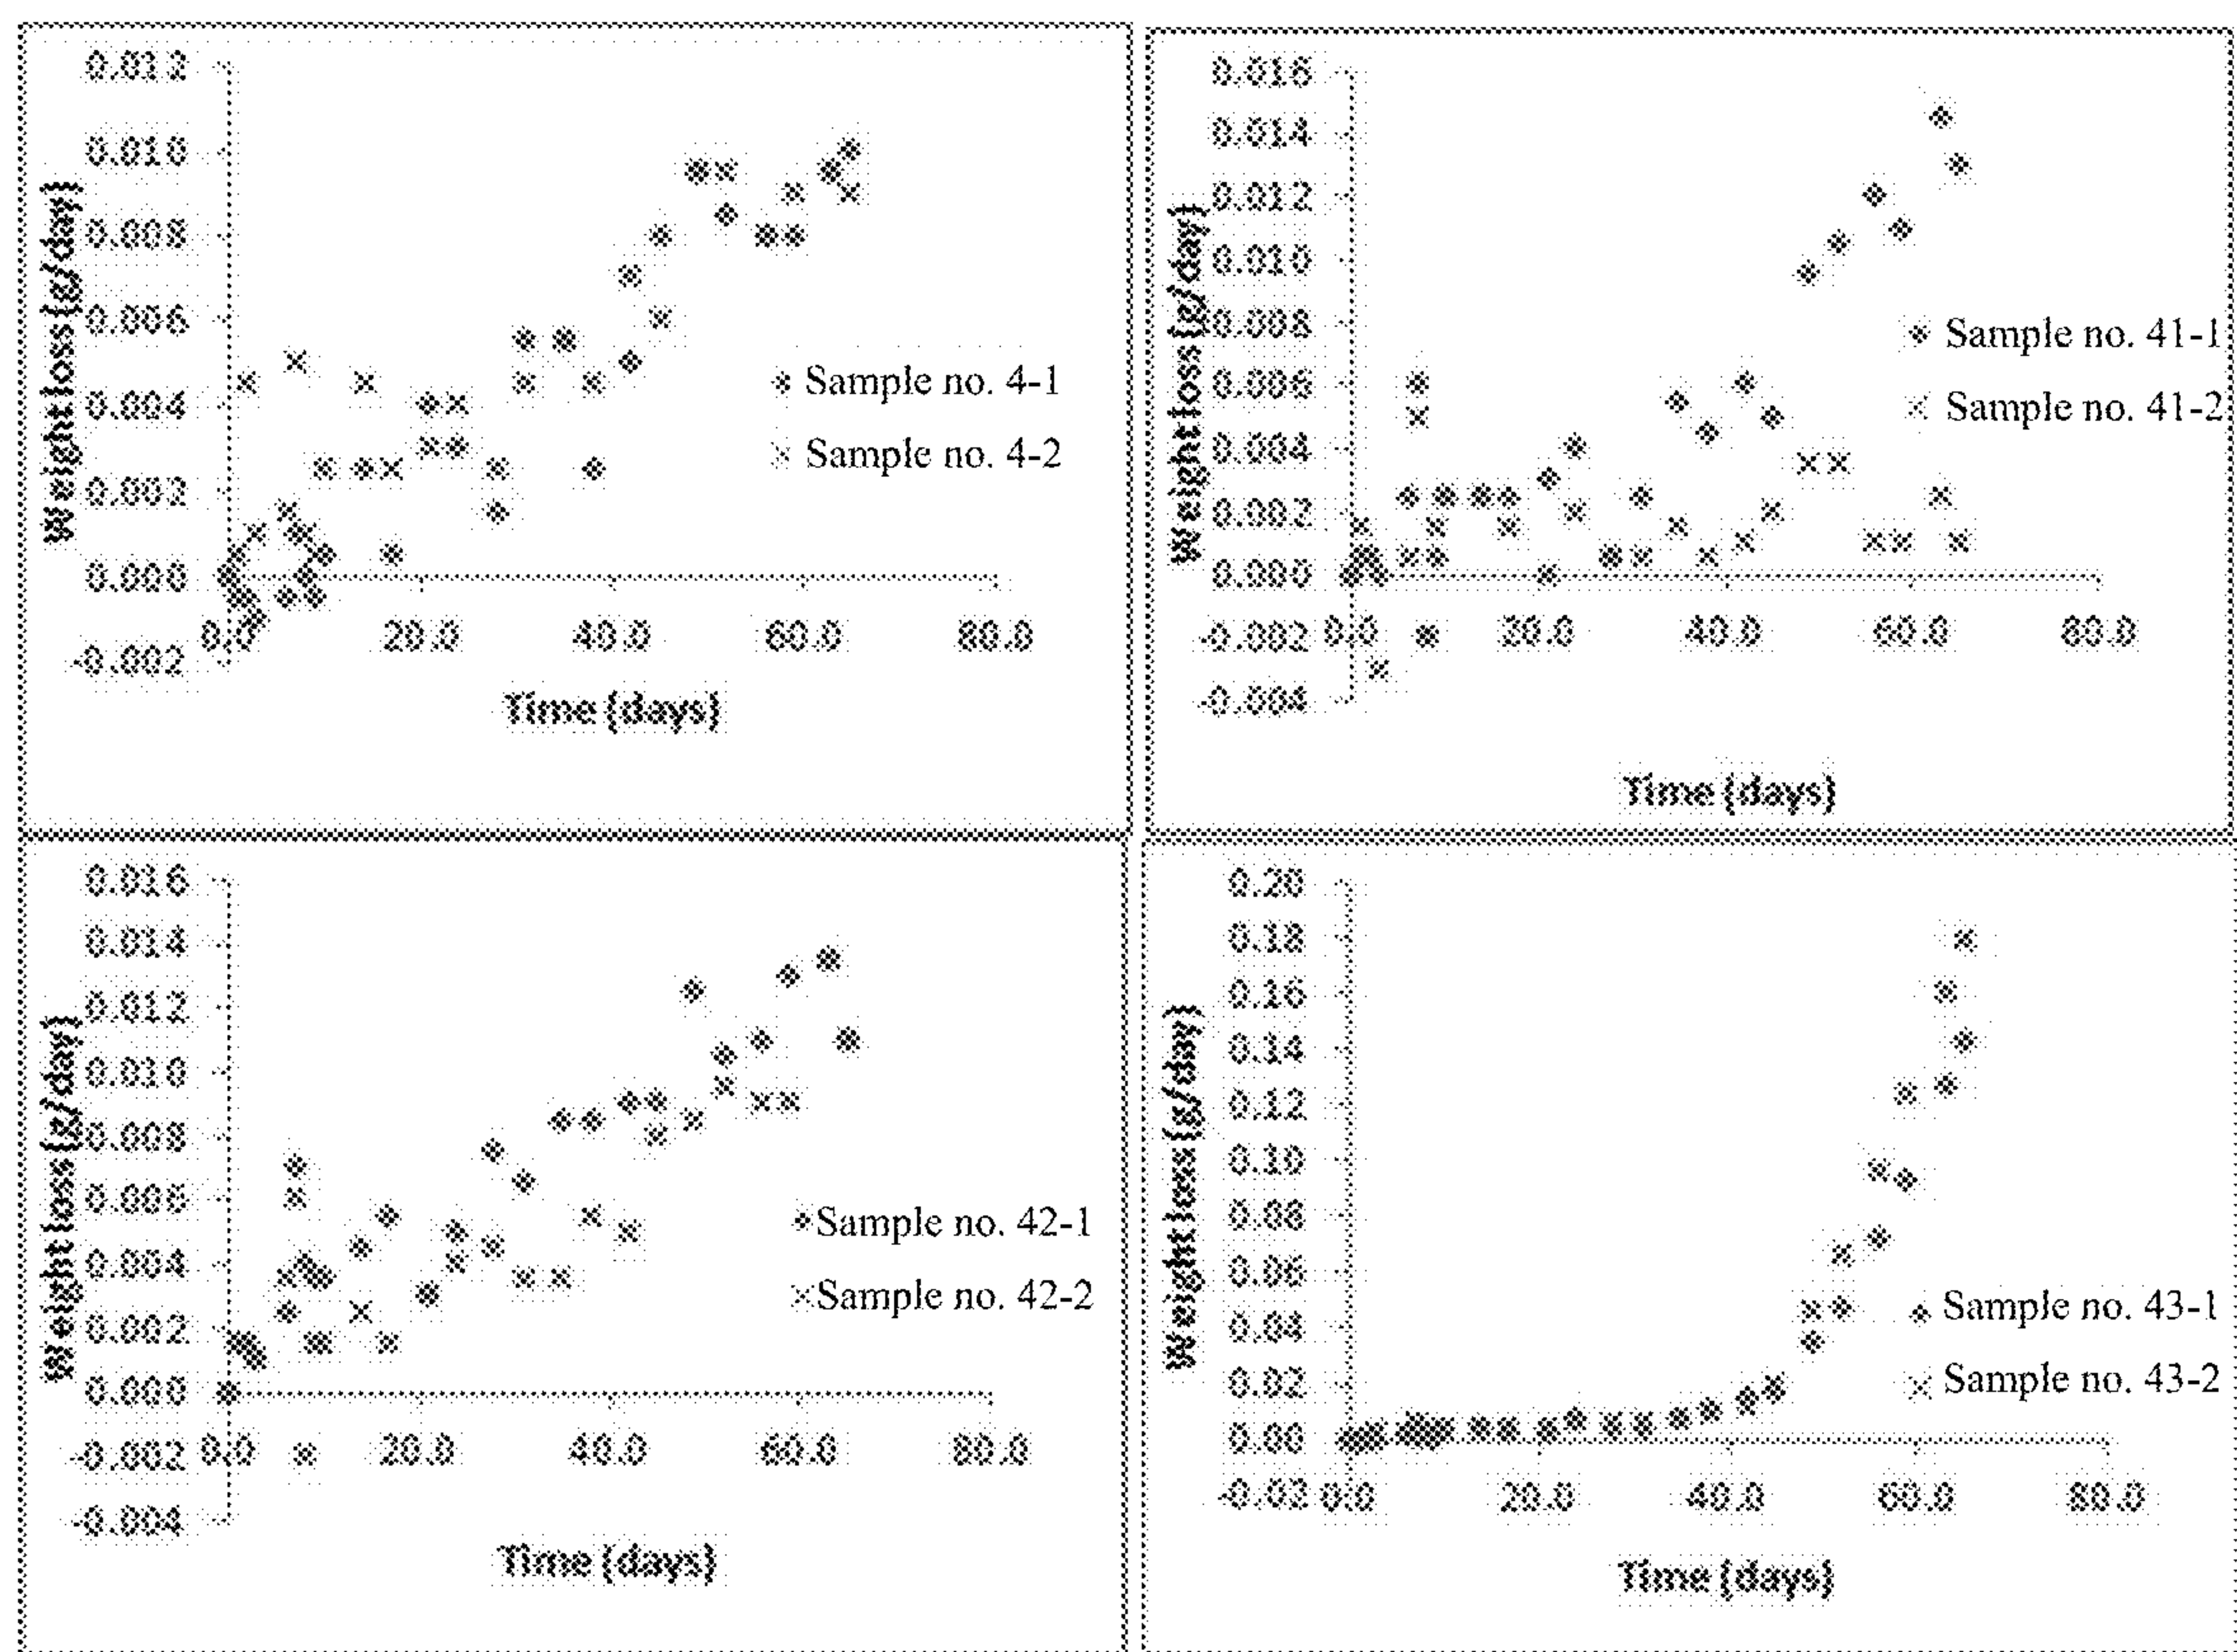 0.012
0.010
0.008
0.006
0.004
0.002
0.000
-0.002
Weight loss [g/day]
0.0 20.0 40.0 60.0 80.0
Time (days)
Sample no. 4-1
Sample no. 4-2
0.016
0.014
0.012
0.010
0.008
0.006
0.004
0.002
0.000
-0.002
-0.004
Weight loss [g/day]
0.0 20.0 40.0 60.0 80.0
Time (days)
Sample no. 41-1
Sample no. 41-2
0.016
0.014
0.012
0.010
0.008
0.006
0.004
0.002
0.000
-0.002
-0.004
Weight loss [g/day]
0.0 20.0 40.0 60.0 80.0
Time (days)
Sample no. 42-1
Sample no. 42-2
0.20
0.18
0.16
0.14
0.12
0.10
0.08
0.06
0.04
0.02
0.00
-0.02
Weight loss [g/day]
0.0 20.0 40.0 60.0 80.0
Time (days)
Sample no. 43-1
Sample no. 43-2